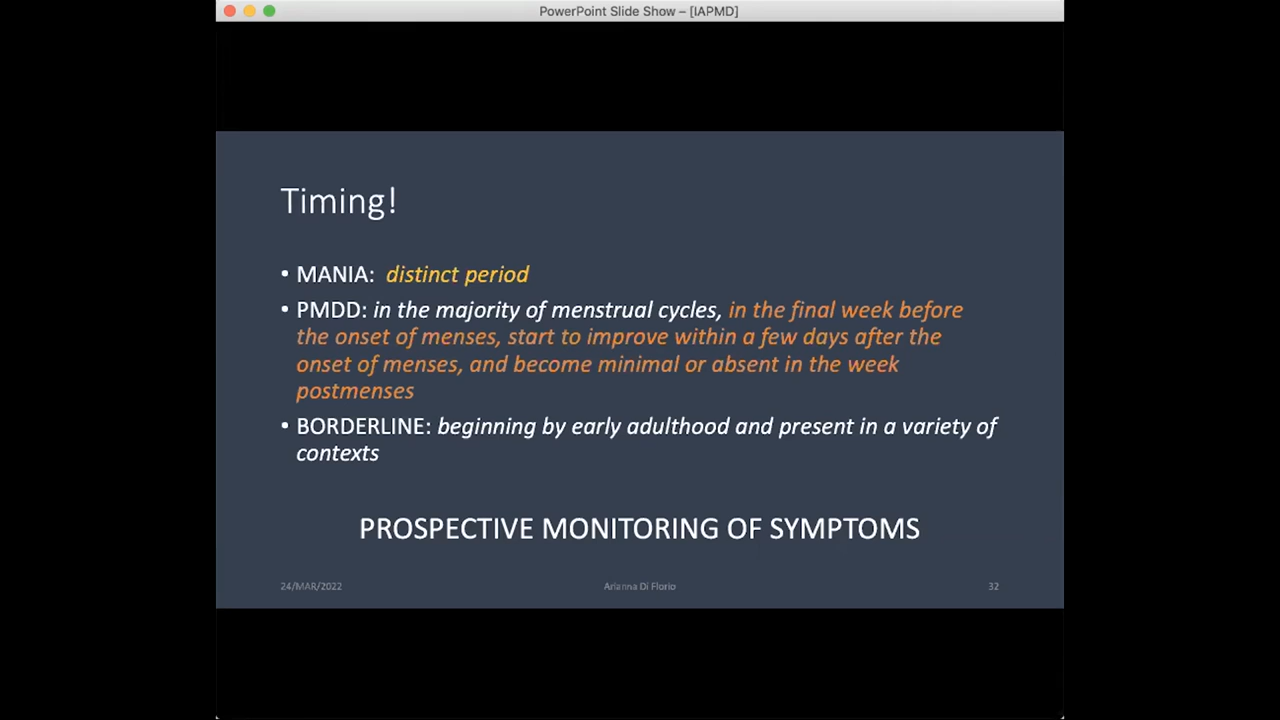 PowerPoint Slide Show – [IAPMD]
Timing!
• MANIA: distinct period
• PMDD: in the majority of menstrual cycles, in the final week before
the onset of menses, start to improve within a few days after the
onset of menses, and become minimal or absent in the week
postmenses
• BORDERLINE: beginning by early adulthood and present in a variety of
contexts
PROSPECTIVE MONITORING OF SYMPTOMS
24/MAR/2022
Arianna Di Florio
32